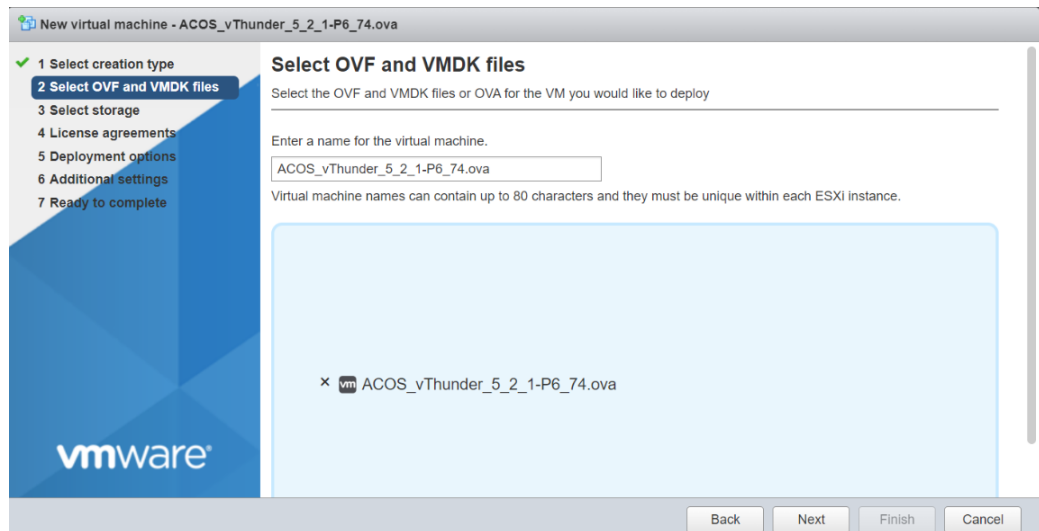 New virtual machine - ACOS_vThunder_5_2_1-P6_74.ova
1 Select creation type
2 Select OVF and VMDK files
3 Select storage
4 License agreements
5 Deployment options
6 Additional settings
7 Ready to complete
vmware®
Select OVF and VMDK files
Select the OVF and VMDK files or OVA for the VM you would like to deploy
Enter a name for the virtual machine.
ACOS_vThunder_5_2_1-P6_74.ova
Virtual machine names can contain up to 80 characters and they must be unique within each ESXi instance.
× vm ACOS_vThunder_5_2_1-P6_74.ova
Back Next Finish Cancel